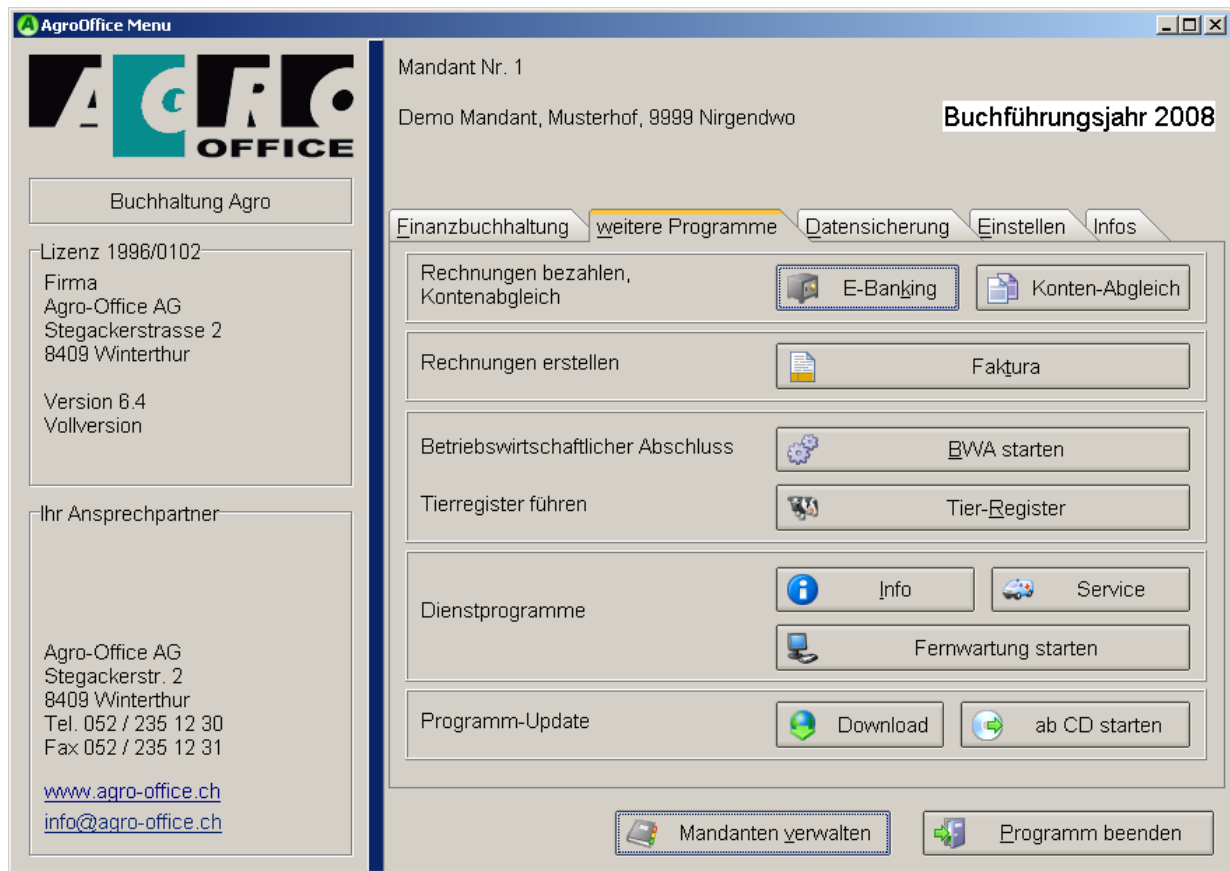 AgroOffice Menu
AGRO
OFFICE
Buchhaltung Agro
Lizenz 1996/0102
Firma
Agro-Office AG
Stegackerstrasse 2
8409 Winterthur
Version 6.4
Vollversion
Ihr Ansprechpartner
Agro-Office AG
Stegackerstr. 2
8409 Winterthur
Tel. 052 / 235 12 30
Fax 052 / 235 12 31
www.agro-office.ch
info@agro-office.ch
Mandant Nr. 1
Demo Mandant, Musterhof, 9999 Nirgendwo
Buchführungsjahr 2008
Finanzbuchhaltung weitere Programme Datensicherung Einstellen Infos
Rechnungen bezahlen,
Kontenabgleich
E-Banking Konten-Abgleich
Rechnungen erstellen Faktura
Betriebswirtschaftlicher Abschluss BWA starten
Tierregister führen Tier-Register
Dienstprogramme
Info Service
Fernwartung starten
Programm-Update Download ab CD starten
Mandanten verwalten Programm beenden